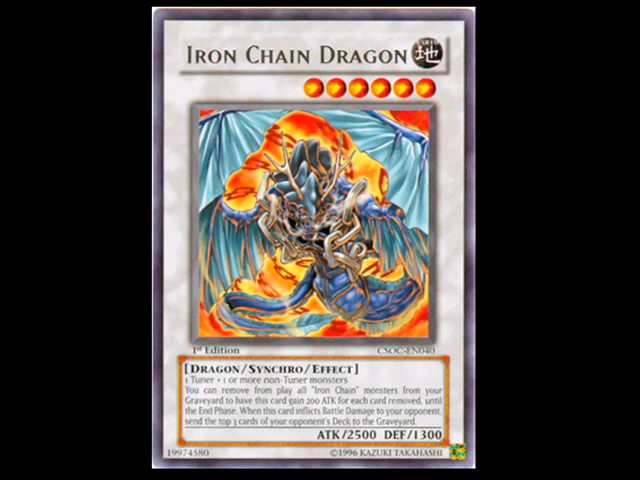 IRON CHAIN DRAGON
EARTH
地
1st Edition
CSOC-EN040
[DRAGON/SYNCHRO/EFFECT]
1 Tuner + 1 or more non-Tuner monsters
You can remove from play all "Iron Chain" monsters from your
Graveyard to have this card gain 200 ATK for each card removed, until
the End Phase. When this card inflicts Battle Damage to your opponent,
send the top 3 cards of your opponent's Deck to the Graveyard.
ATK/2500 DEF/1300
19974580
©1996 KAZUKI TAKAHASHI